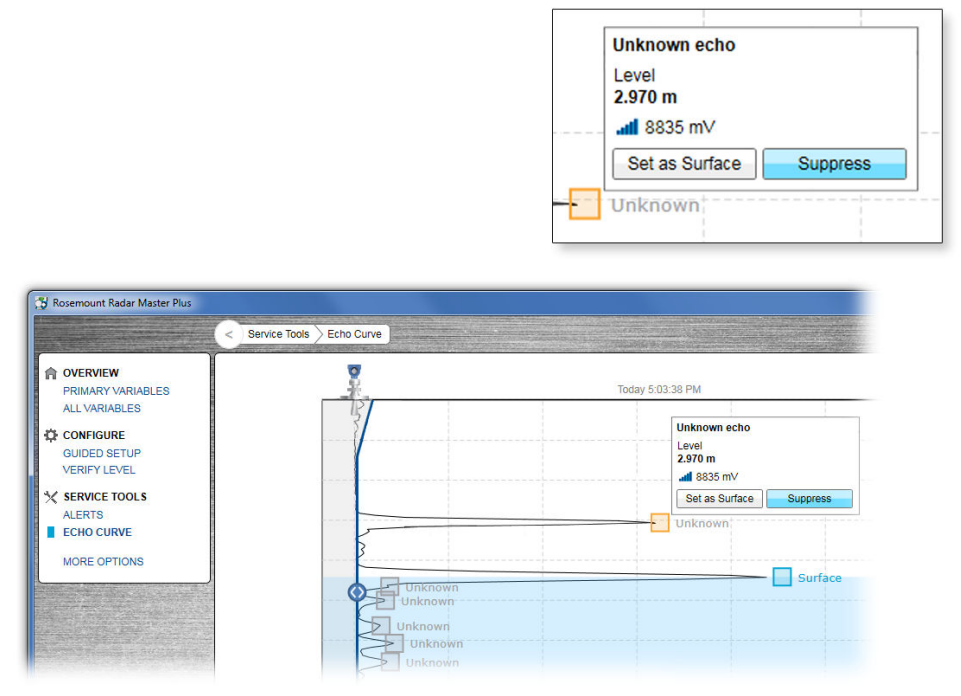 Unknown echo
Level
2.970 m
8835 mV
Set as Surface
Suppress
Unknown
Rosemount Radar Master Plus
< Service Tools Echo Curve
OVERVIEW
PRIMARY VARIABLES
ALL VARIABLES
CONFIGURE
GUIDED SETUP
VERIFY LEVEL
SERVICE TOOLS
ALERTS
ECHO CURVE
MORE OPTIONS
Today 5:03:38 PM
Unknown echo
Level
2.970 m
8835 mV
Set as Surface
Suppress
Unknown
Surface
Unknown
Unknown
Unknown
Unknown
Unknown